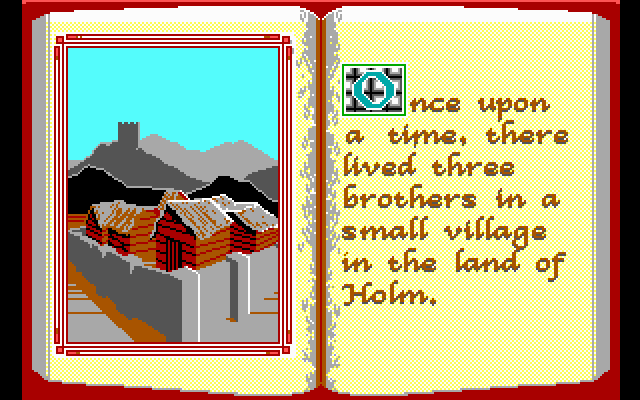 Once upon
a time, there
lived three
brothers in a
small village
in the land of
Holm.